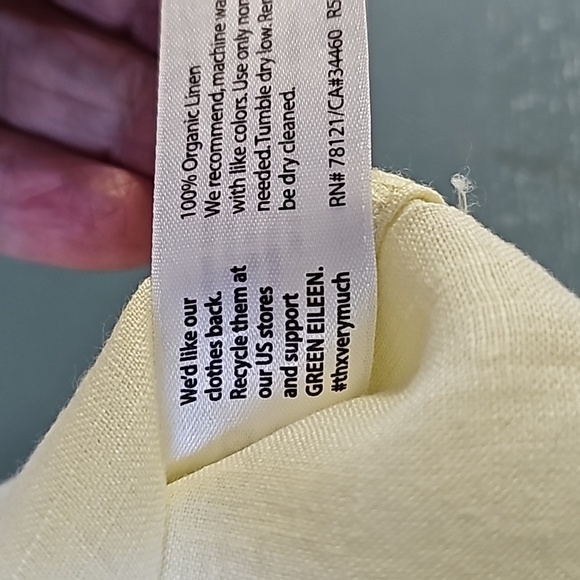 100% Organic Linen
We recommend, machine
with like colors. Use only
needed. Tumble dry low.
be dry cleaned.
RN# 78121/CA#34460
We'd like our
clothes back.
Recycle them at
our US stores
and support
GREEN EILEEN.
#thxverymuch